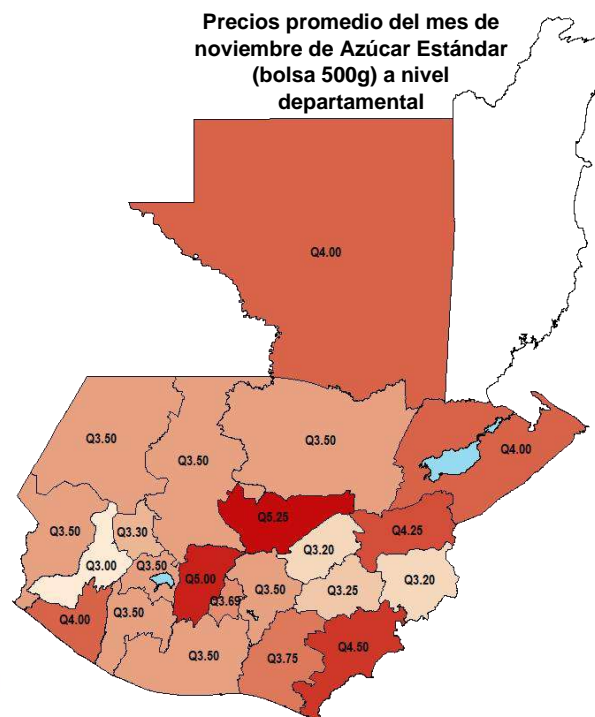 Precios promedio del mes de
noviembre de Azúcar Estándar
(bolsa 500g) a nivel
departamental
Q4.00
Q3.50
Q3.50
Q3.50
Q4.00
Q5.25
Q3.50
Q3.30
Q4.25
Q3.20
Q3.00
Q3.50
Q5.00
Q3.50
Q3.25
Q3.20
Q3.69
Q4.00
Q3.50
Q4.50
Q3.50
Q3.75